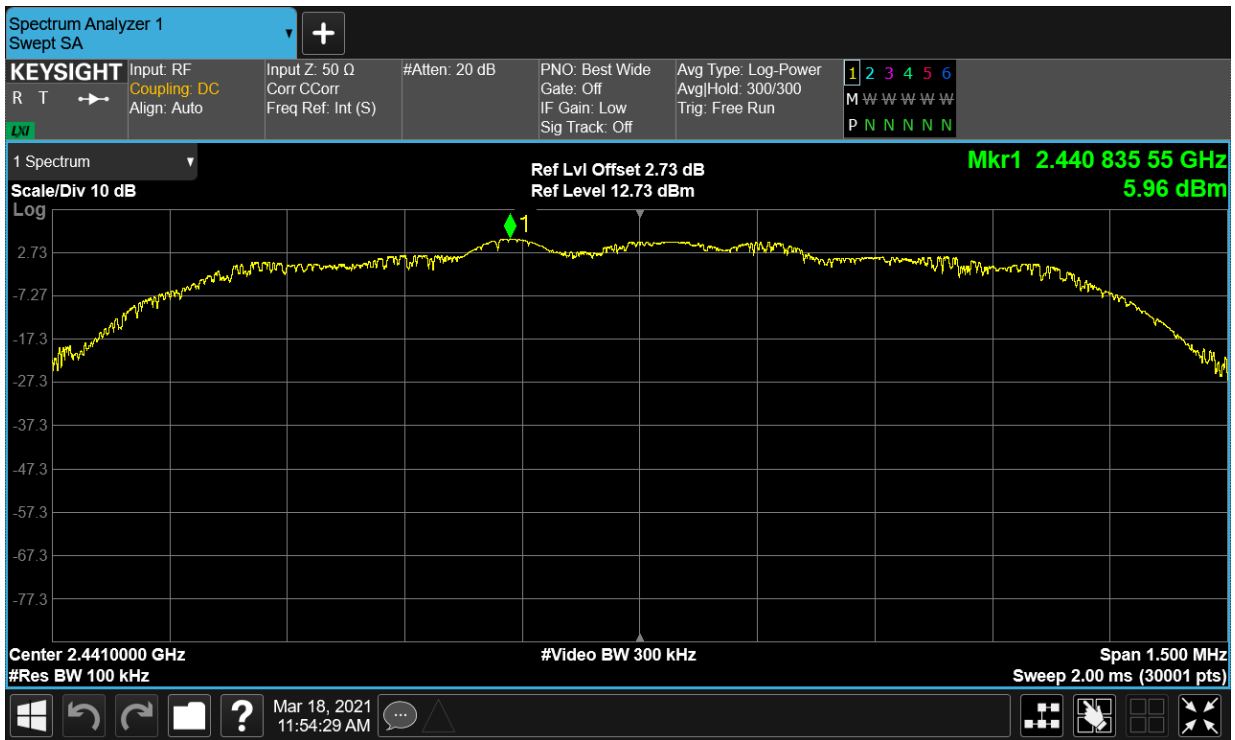 Spectrum Analyzer 1
Swept SA
+
KEYSIGHT
R T
LXI
Input: RF
Coupling: DC
Align: Auto
Input Z: 50 Ω
Corr CCorr
Freq Ref: Int (S)
#Atten: 20 dB
PNO: Best Wide
Gate: Off
IF Gain: Low
Sig Track: Off
Avg Type: Log-Power
Avg|Hold: 300/300
Trig: Free Run
1 2 3 4 5 6
M W W W W W
P N N N N N
1 Spectrum
Scale/Div 10 dB
Log
Ref Lvl Offset 2.73 dB
Ref Level 12.73 dBm
Mkr1 2.440 835 55 GHz
5.96 dBm
1
2.73
-7.27
-17.3
-27.3
-37.3
-47.3
-57.3
-67.3
-77.3
Center 2.4410000 GHz
#Res BW 100 kHz
#Video BW 300 kHz
Span 1.500 MHz
Sweep 2.00 ms (30001 pts)
?
Mar 18, 2021
11:54:29 AM